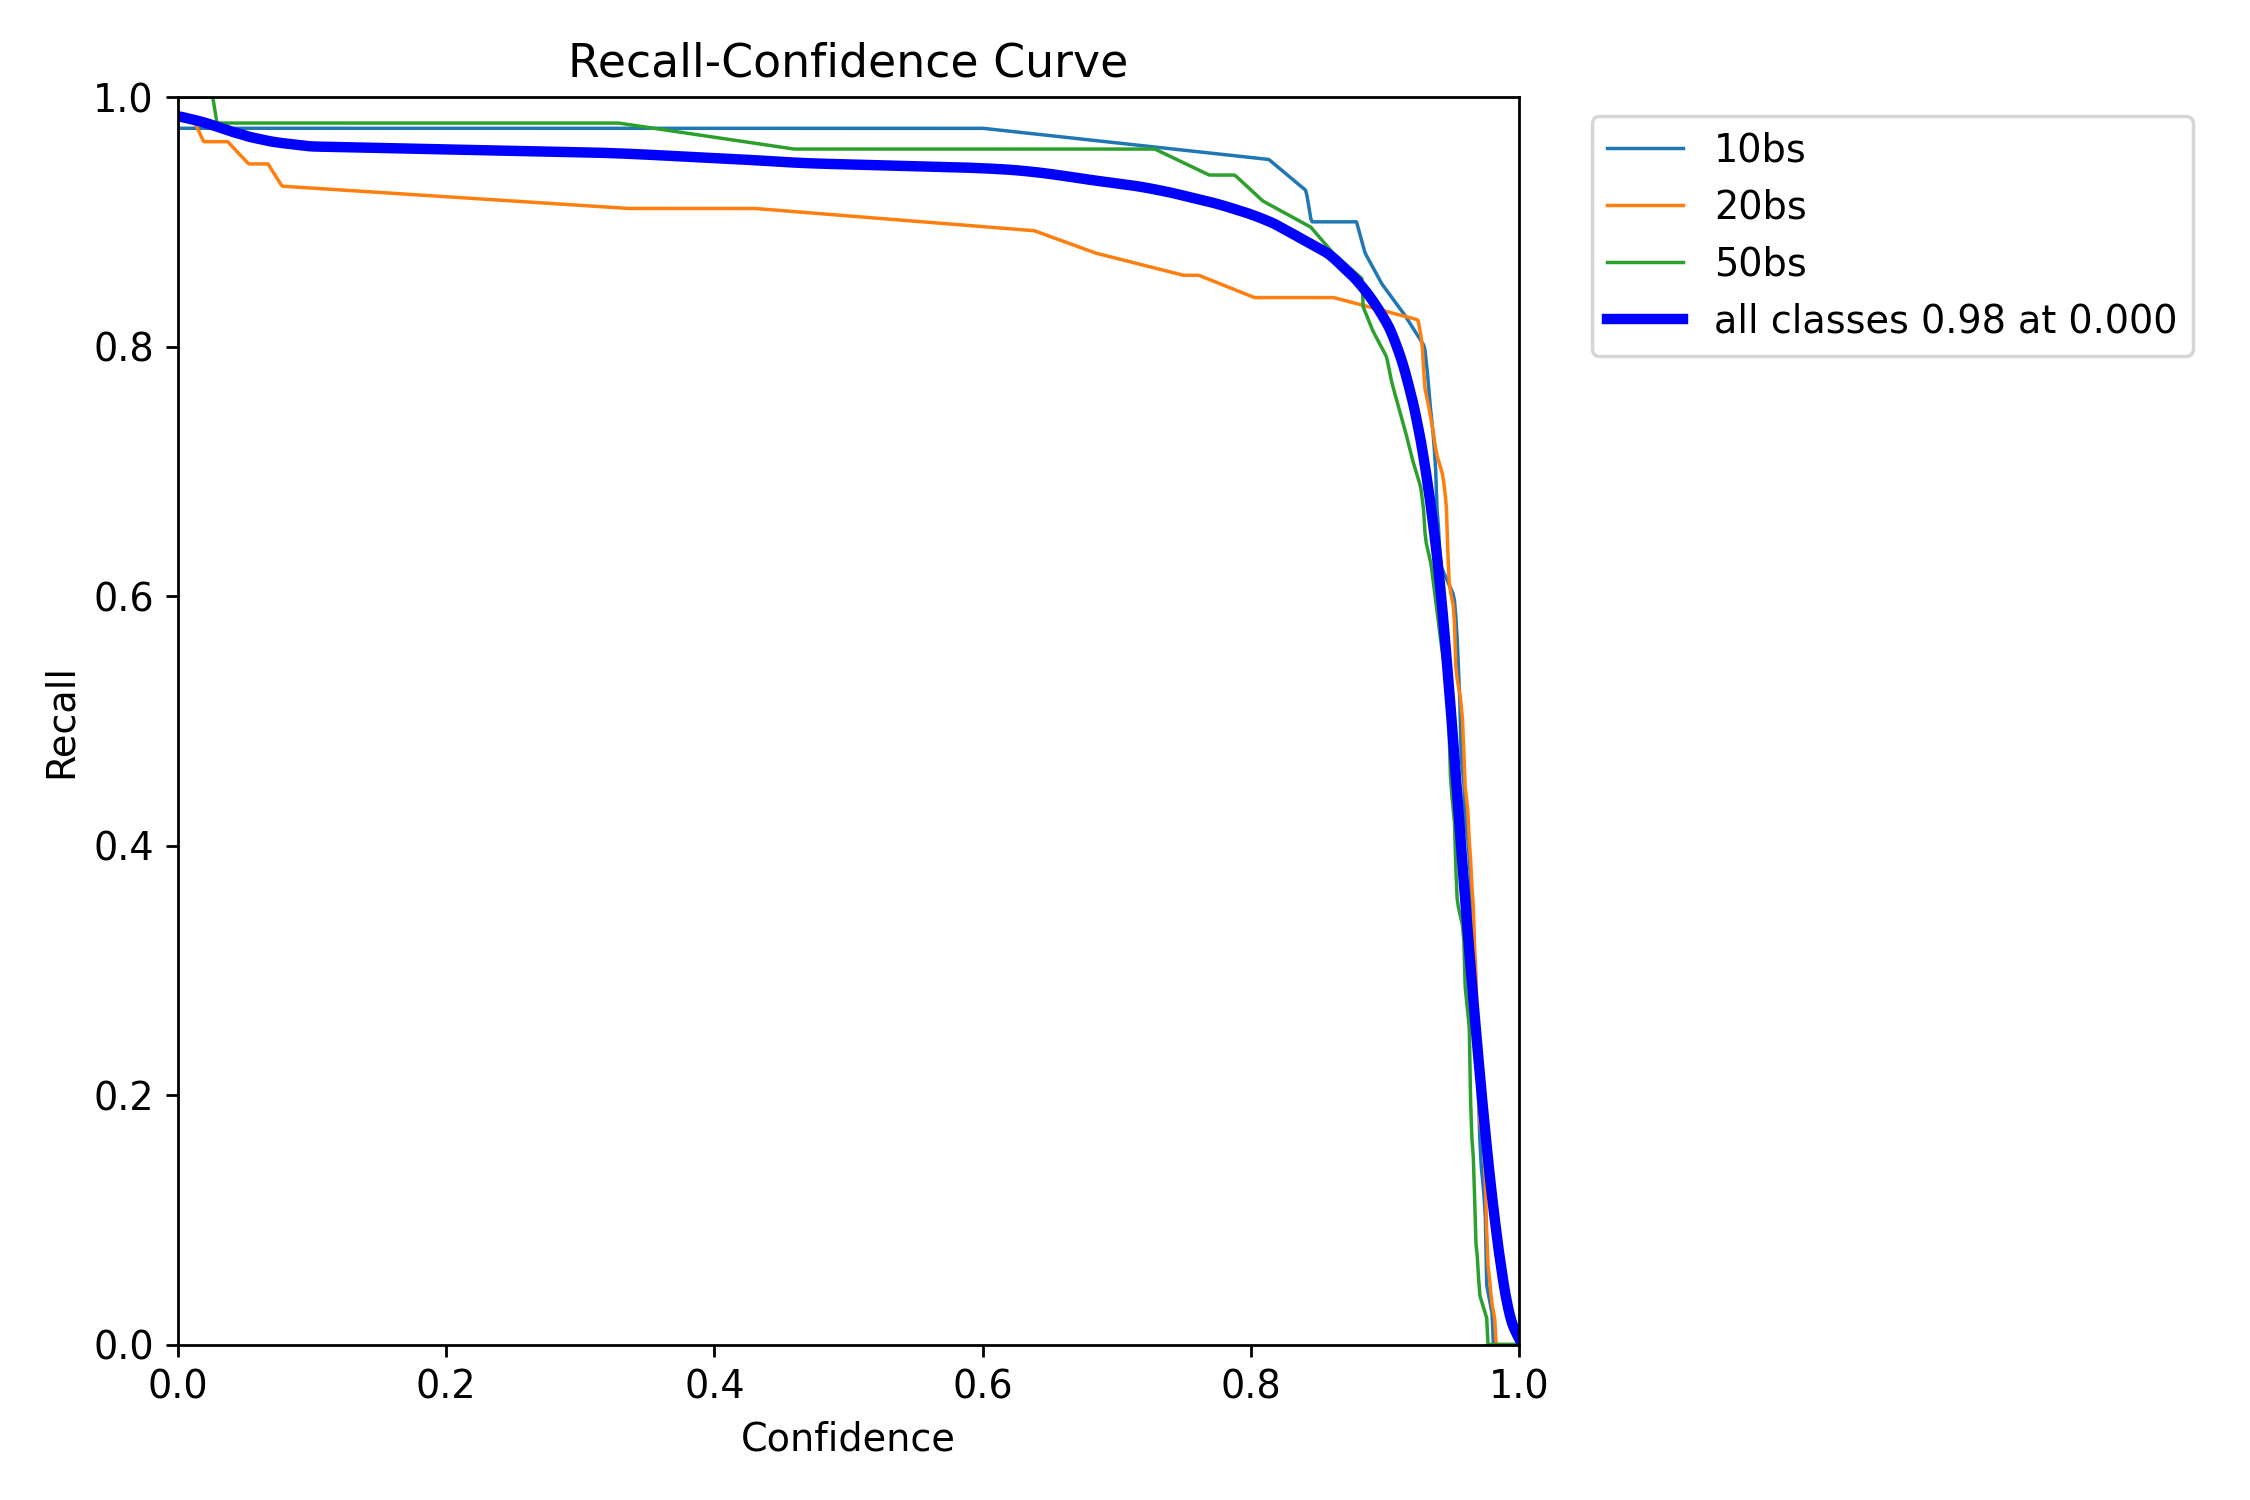 Recall-Confidence Curve
1.0
0.8
0.6
0.4
0.2
0.0
Recall
0.0 0.2 0.4 0.6 0.8 1.0
Confidence
10bs
20bs
50bs
all classes 0.98 at 0.000